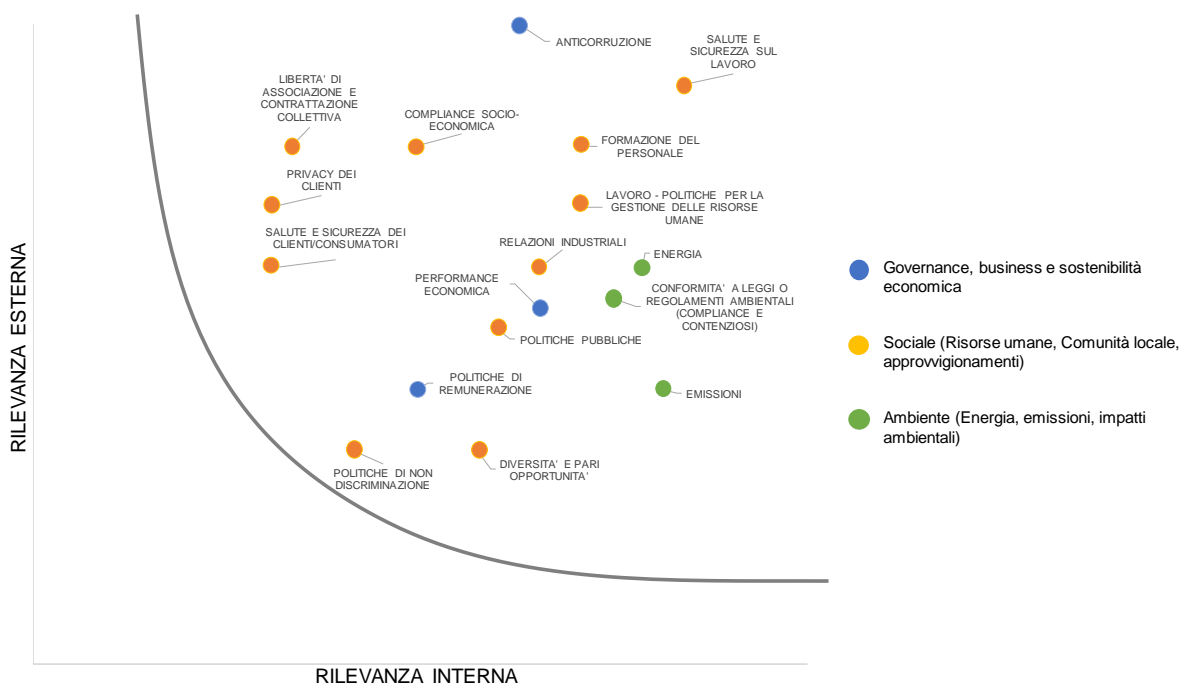 ANTICORRUZIONE
SALUTE E
SICUREZZA SUL
LAVORO
LIBERTA' DI
ASSOCIAZIONE E
CONTRATTAZIONE
COLLETTIVA
COMPLIANCE SOCIO-
ECONOMICA
FORMAZIONE DEL
PERSONALE
PRIVACY DEI
CLIENTI
LAVORO - POLITICHE PER LA
GESTIONE DELLE RISORSE
UMANE
SALUTE E SICUREZZA DEI
CLIENTI/CONSUMATORI
RELAZIONI INDUSTRIALI
ENERGIA
PERFORMANCE
ECONOMICA
CONFORMITA' A LEGGI O
REGOLAMENTI AMBIENTALI
(COMPLIANCE E
CONTENZIOSI)
POLITICHE PUBBLICHE
POLITICHE DI
REMUNERAZIONE
EMISSIONI
POLITICHE DI NON
DISCRIMINAZIONE
DIVERSITA' E PARI
OPPORTUNITA'
RILEVANZA ESTERNA
RILEVANZA INTERNA
Governance, business e sostenibilità
economica
Sociale (Risorse umane, Comunità locale,
approvvigionamenti)
Ambiente (Energia, emissioni, impatti
ambientali)